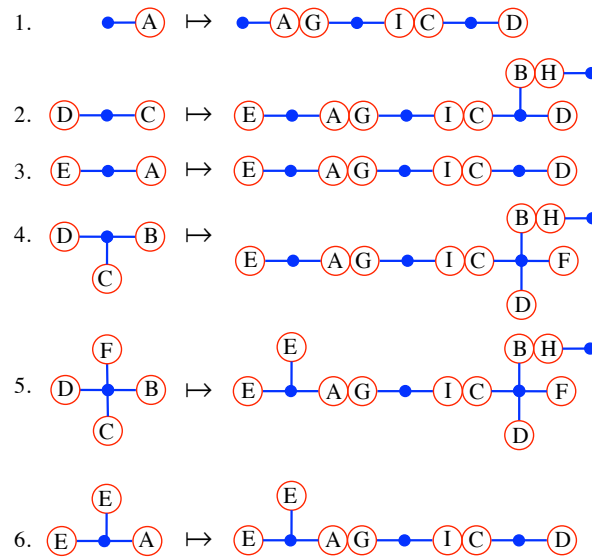 1. A ↦ A G I C D
B H
2. D C ↦ E A G I C D
3. E A ↦ E A G I C D
4. D B ↦ B H
C E A G I C F
D
F E B H
5. D B ↦ E A G I C F
C D
E E
6. E A ↦ E A G I C D